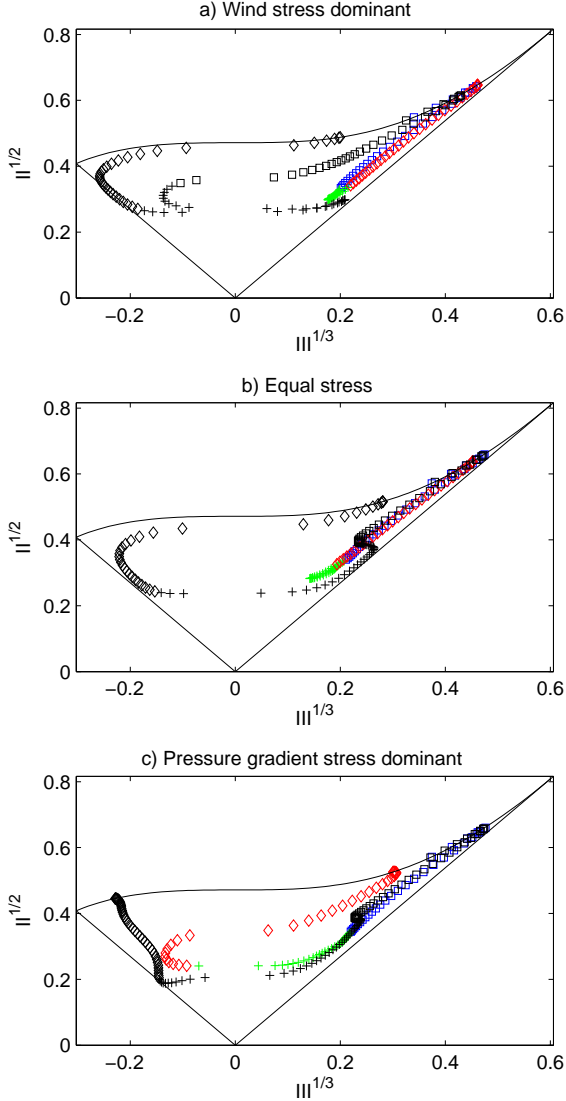 a) Wind stress dominant
0.8
0.6
0.4
0.2
0
II^{1/2}
−0.2 0 0.2 0.4 0.6
III^{1/3}
b) Equal stress
0.8
0.6
0.4
0.2
0
II^{1/2}
−0.2 0 0.2 0.4 0.6
III^{1/3}
c) Pressure gradient stress dominant
0.8
0.6
0.4
0.2
0
II^{1/2}
−0.2 0 0.2 0.4 0.6
III^{1/3}